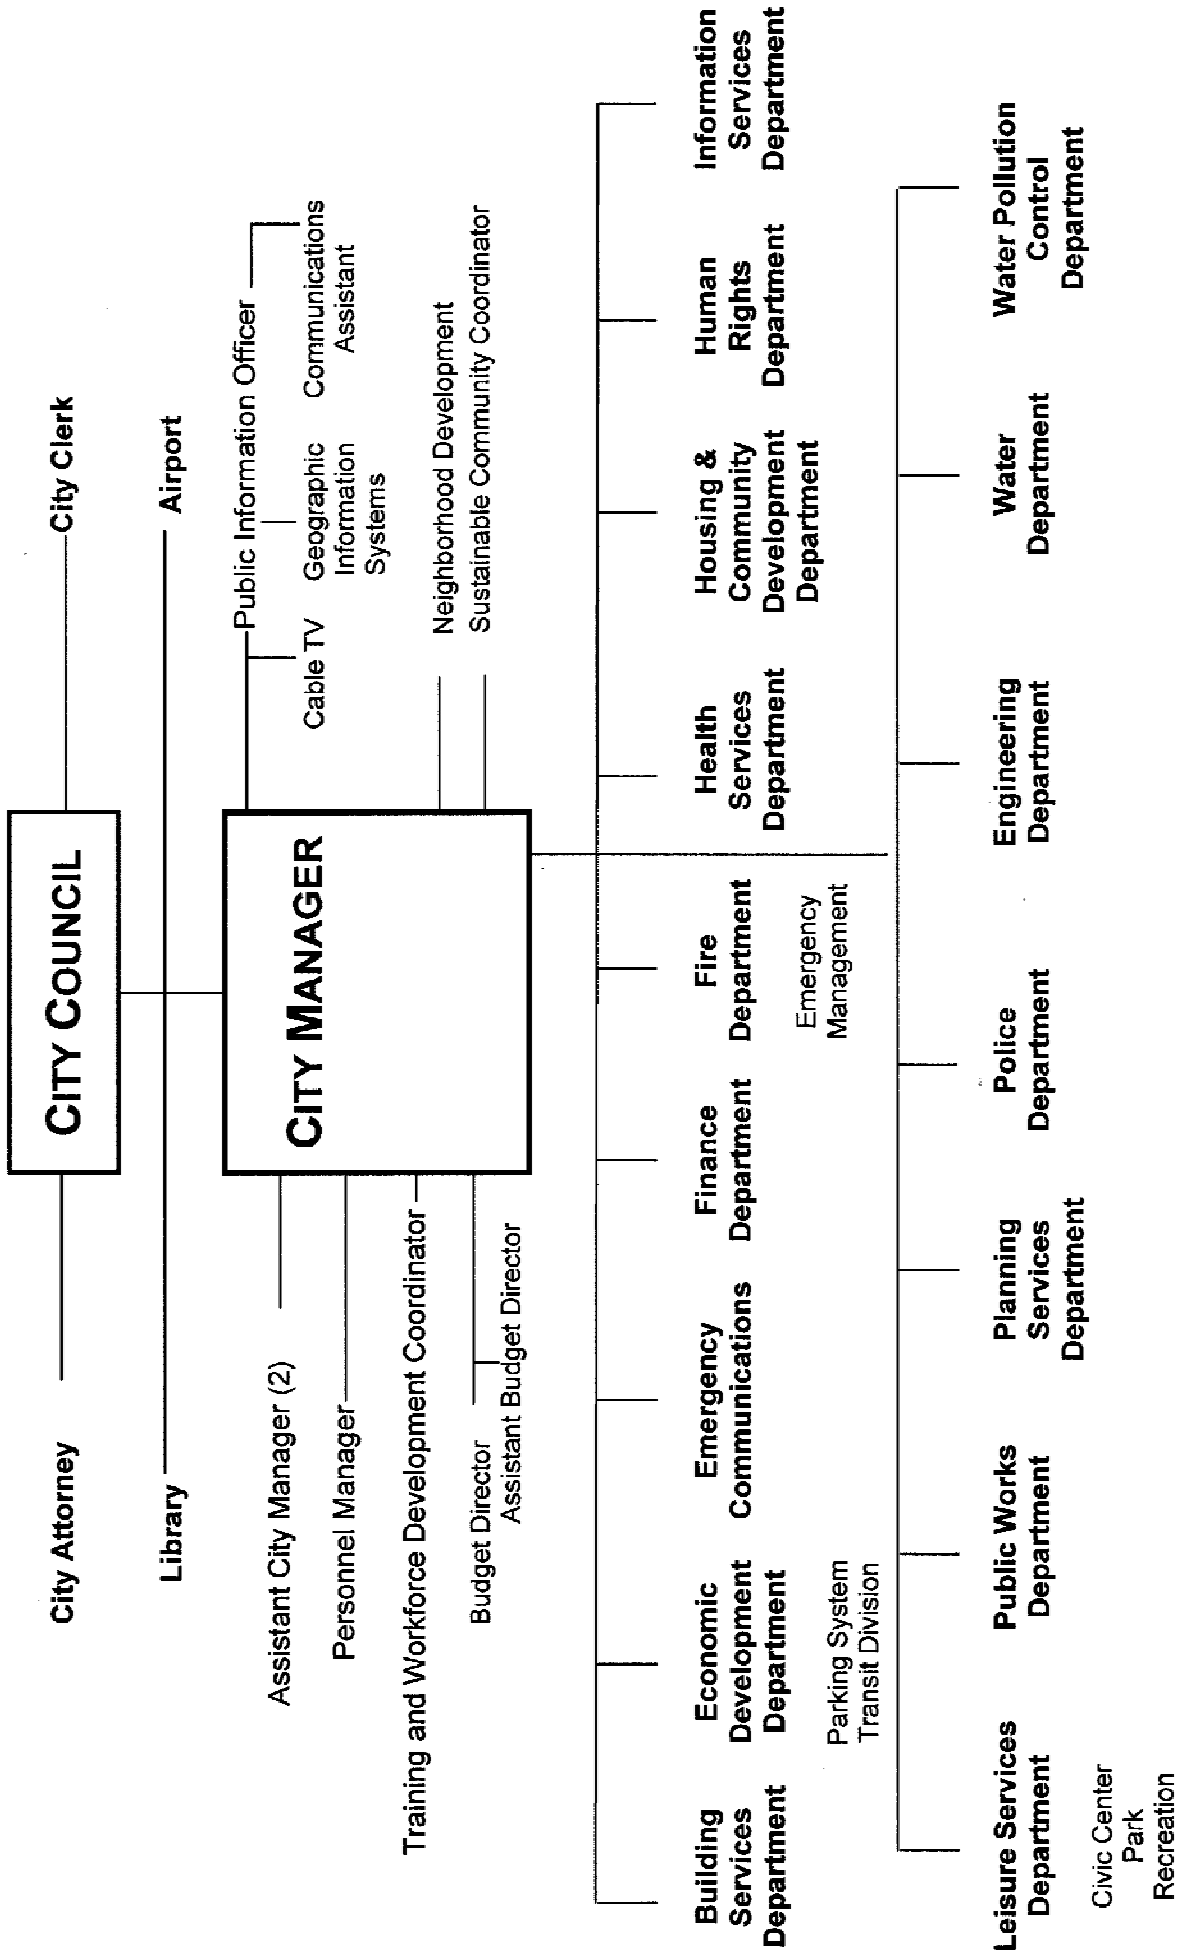 CITY COUNCIL
City Attorney
City Clerk
Library
Airport
CITY MANAGER
Assistant City Manager (2)
Personnel Manager
Training and Workforce Development Coordinator
Budget Director
Assistant Budget Director
Public Information Officer
Cable TV
Geographic
Information
Systems
Communications
Assistant
Neighborhood Development
Sustainable Community Coordinator
Building
Services
Department
Economic
Development
Department
Parking System
Transit Division
Emergency
Communications
Finance
Department
Fire
Department
Emergency
Management
Health
Services
Department
Housing &
Community
Development
Department
Human
Rights
Department
Information
Services
Department
Leisure Services
Department
Civic Center
Park
Recreation
Public Works
Department
Planning
Services
Department
Police
Department
Engineering
Department
Water
Department
Water Pollution
Control
Department